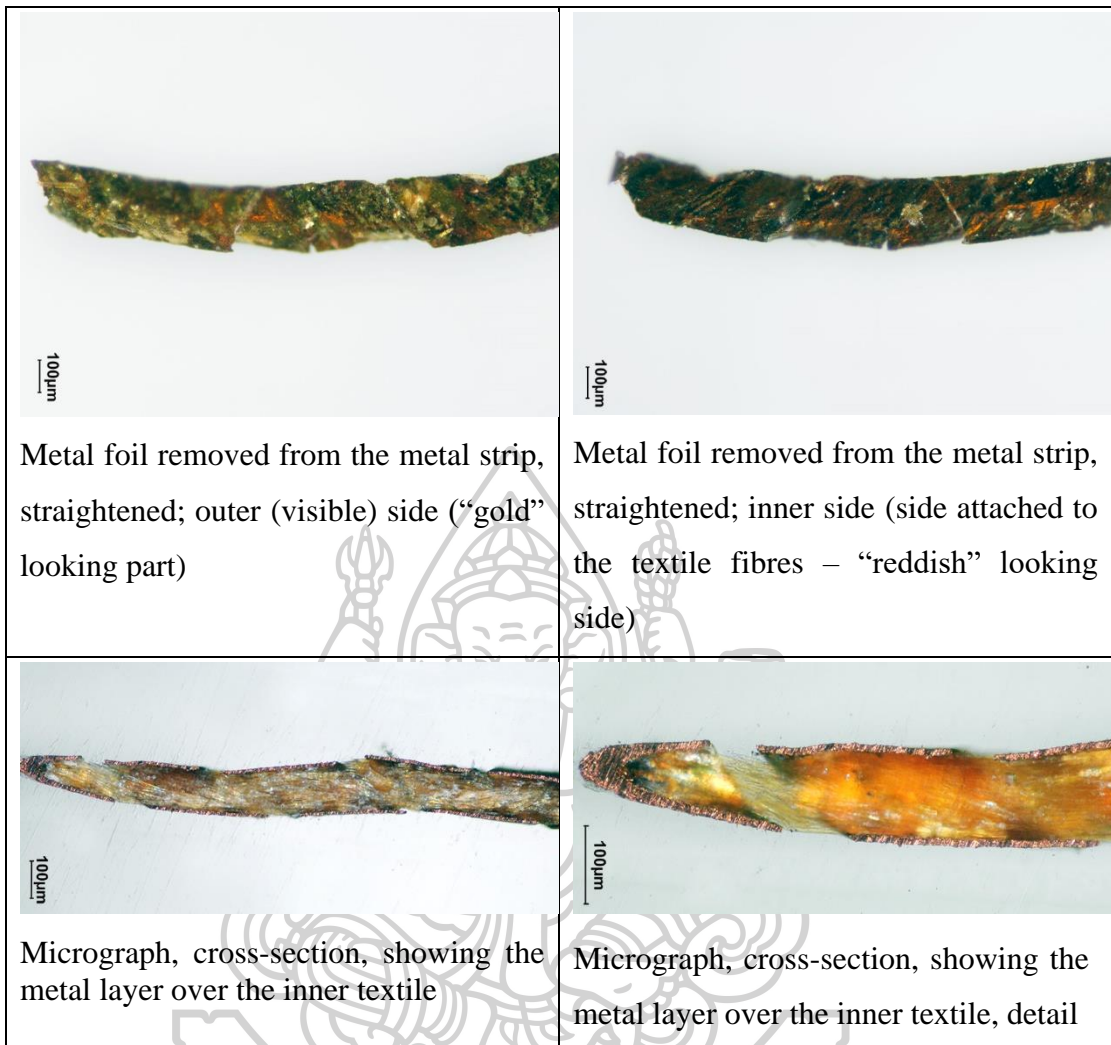 100µm
100µm
Metal foil removed from the metal strip,
straightened; outer (visible) side (“gold”
looking part)
Metal foil removed from the metal strip,
straightened; inner side (side attached to
the textile fibres – “reddish” looking
side)
100µm
100µm
Micrograph, cross-section, showing the
metal layer over the inner textile
Micrograph, cross-section, showing the
metal layer over the inner textile, detail